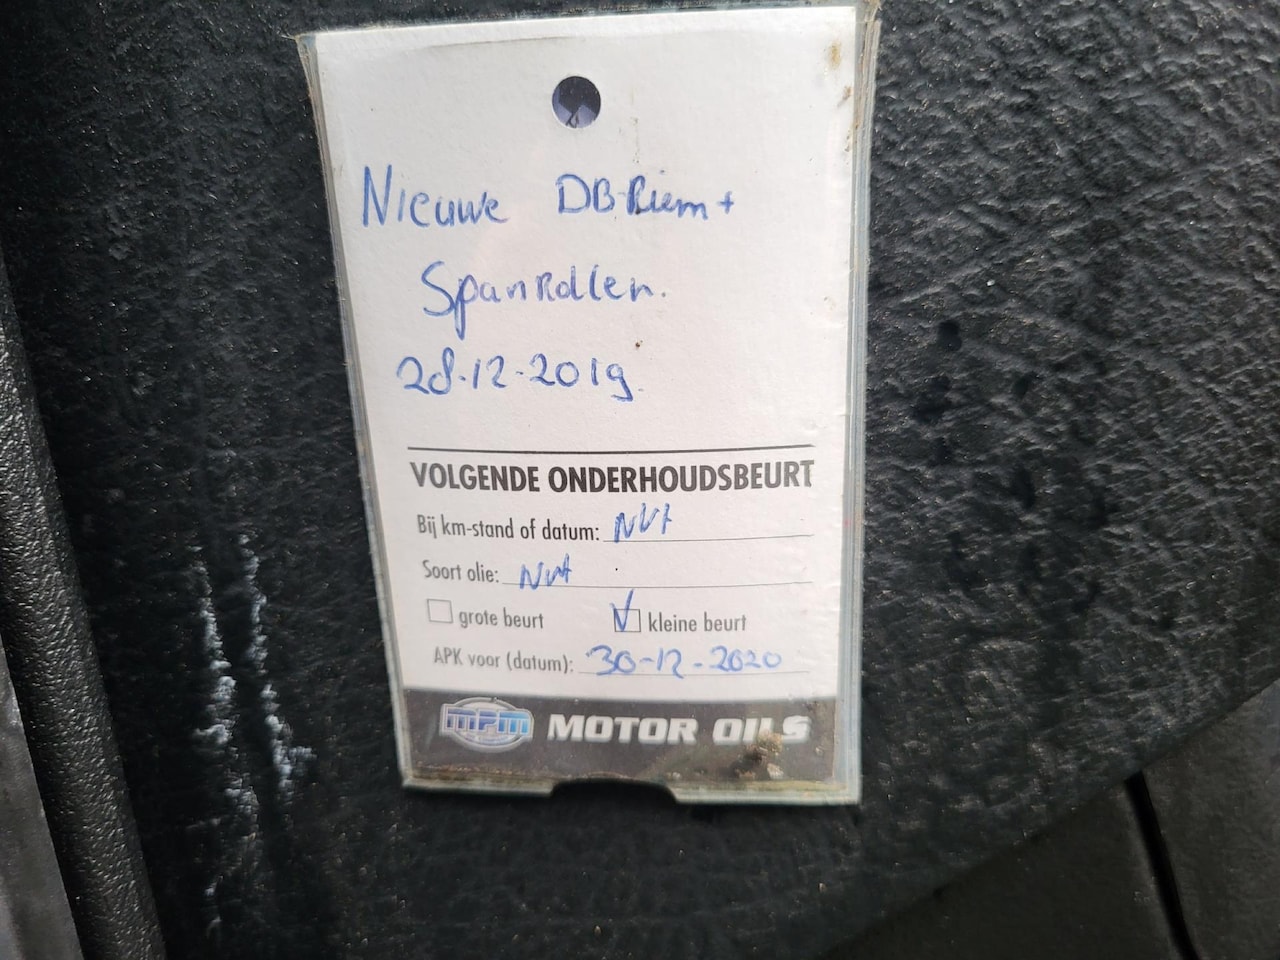 Nieuwe DB-Riem +
Spanrollen.
28-12-2019.
VOLGENDE ONDERHOUDSBEURT
Bij km-stand of datum: Nvt
Soort olie: Nvt
grote beurt kleine beurt
APK voor (datum): 30-12-2020
MPM MOTOR OILS